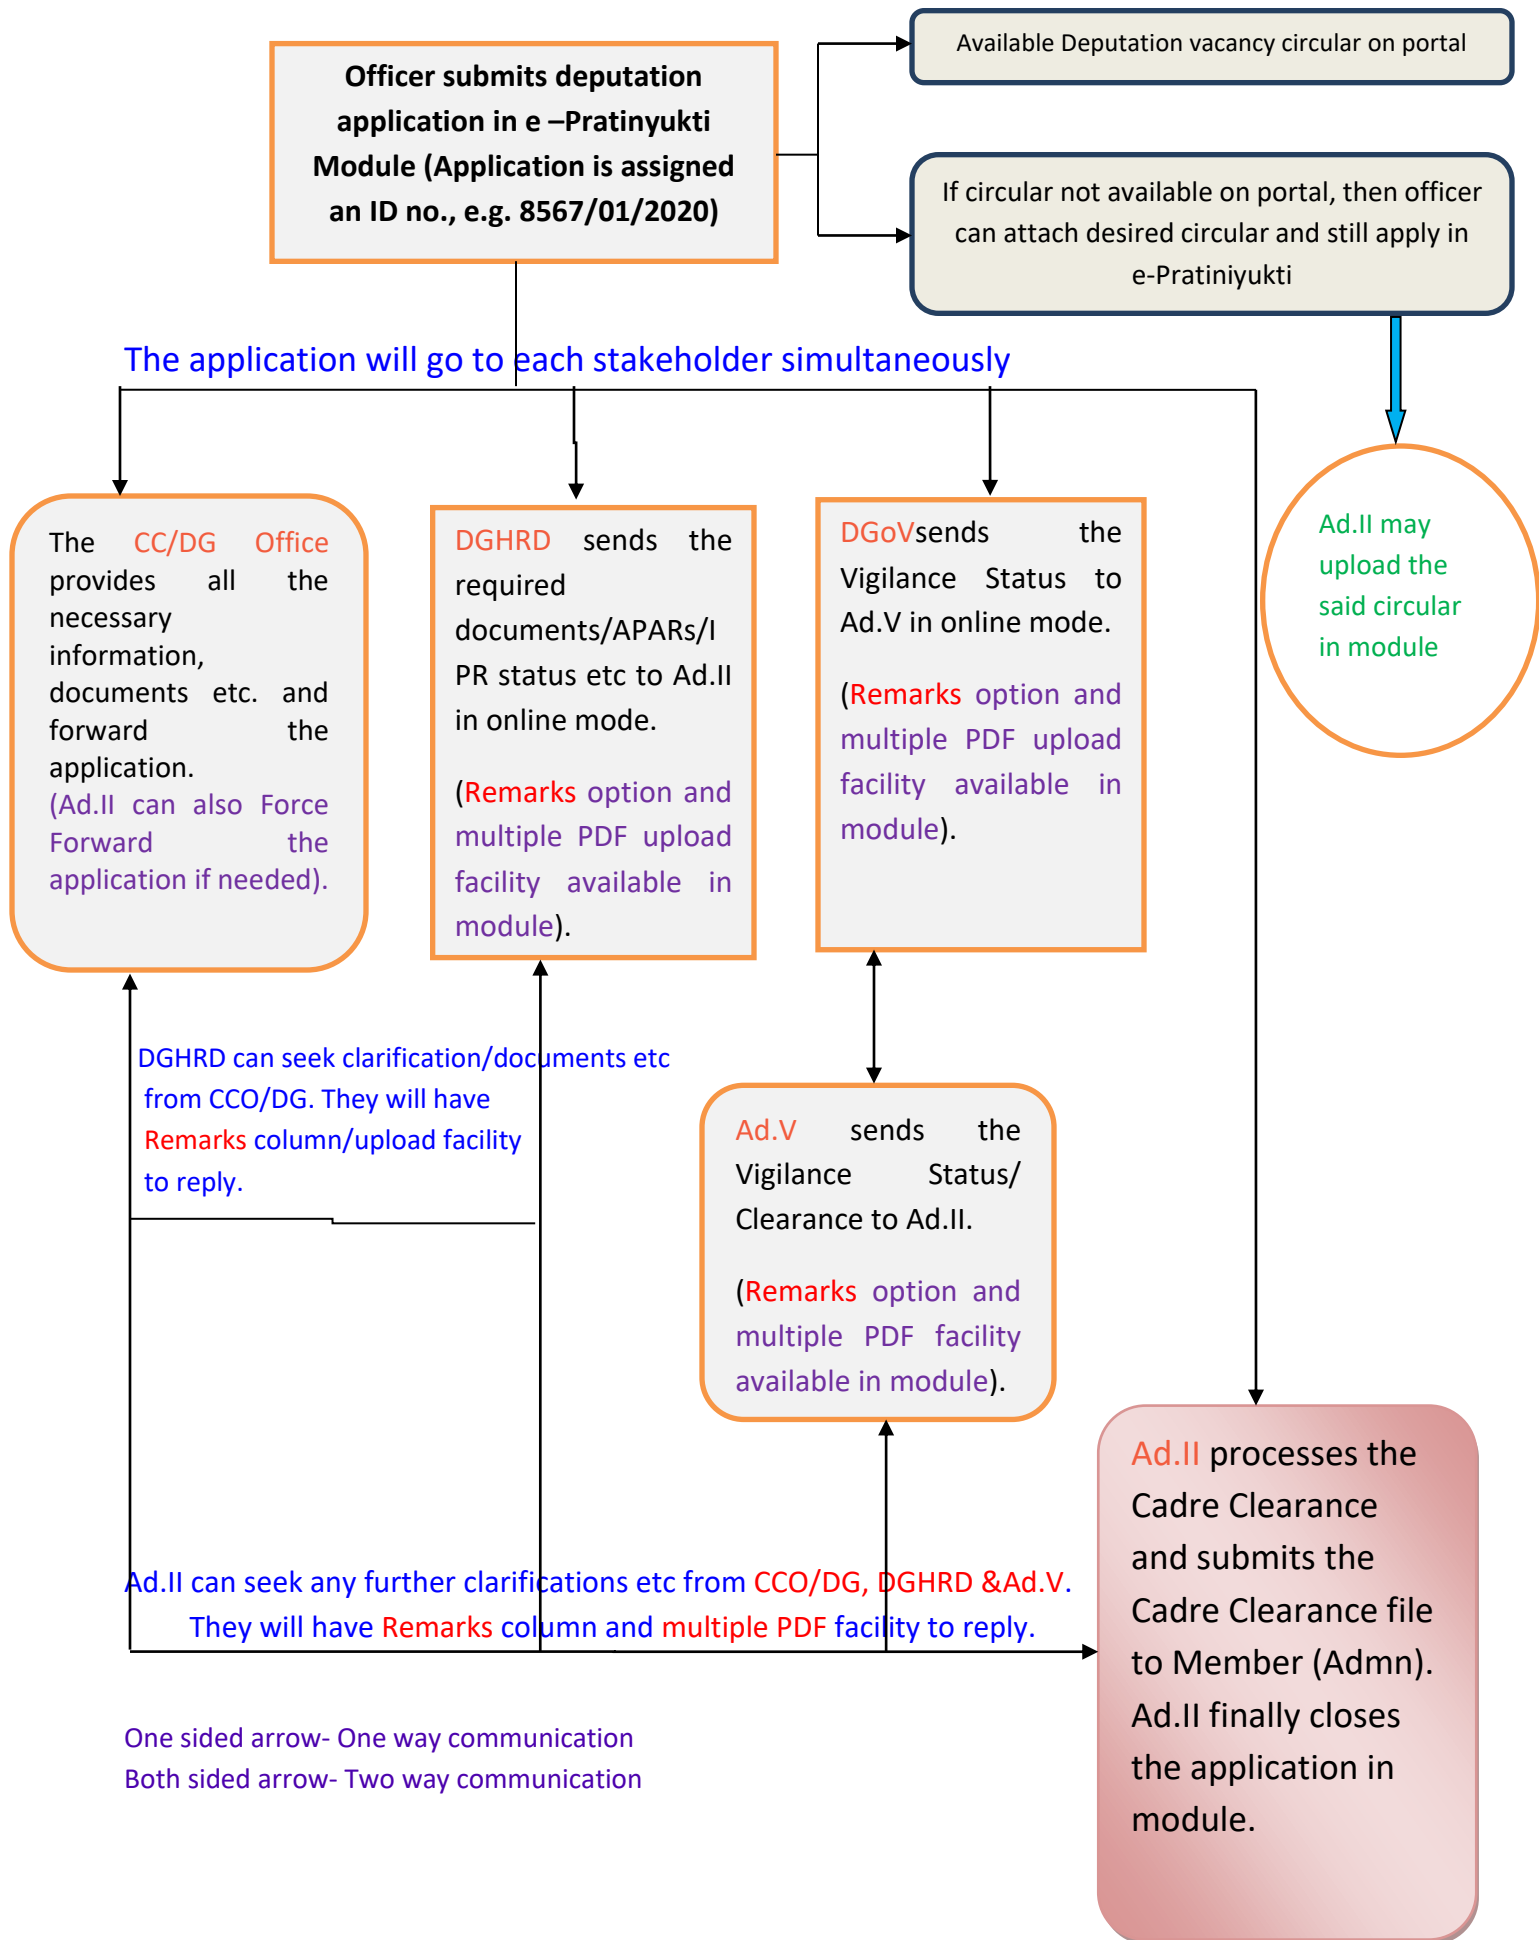 Available Deputation vacancy circular on portal
Officer submits deputation
application in e –Pratinyukti
Module (Application is assigned
an ID no., e.g. 8567/01/2020)
If circular not available on portal, then officer
can attach desired circular and still apply in
e-Pratiniyukti
The application will go to each stakeholder simultaneously
The CC/DG Office
provides all the
necessary
information,
documents etc. and
forward the
application.
(Ad.II can also Force
Forward the
application if needed).
DGHRD sends the
required
documents/APARs/I
PR status etc to Ad.II
in online mode.
(Remarks option and
multiple PDF upload
facility available in
module).
DGoVsends the
Vigilance Status to
Ad.V in online mode.
(Remarks option and
multiple PDF upload
facility available in
module).
Ad.II may
upload the
said circular
in module
DGHRD can seek clarification/documents etc
from CCO/DG. They will have
Remarks column/upload facility
to reply.
Ad.V sends the
Vigilance Status/
Clearance to Ad.II.
(Remarks option and
multiple PDF facility
available in module).
Ad.II processes the
Cadre Clearance
and submits the
Cadre Clearance file
to Member (Admn).
Ad.II finally closes
the application in
module.
Ad.II can seek any further clarifications etc from CCO/DG, DGHRD &Ad.V.
They will have Remarks column and multiple PDF facility to reply.
One sided arrow- One way communication
Both sided arrow- Two way communication